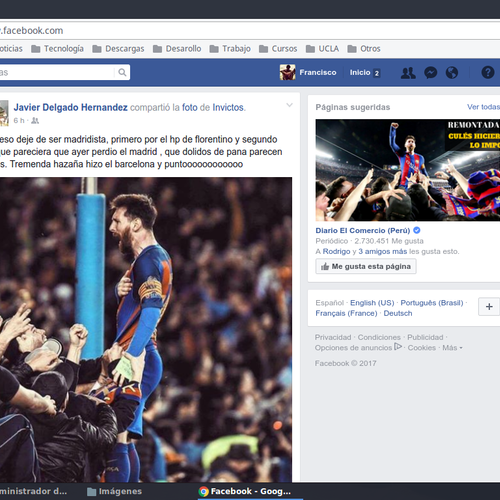 .facebook.com
oticias Tecnología Descargas Desarollo Trabajo Cursos UCLA Otros
as
Francisco Inicio 2
Javier Delgado Hernandez compartió la foto de Invictos.
6 h ·
eso deje de ser madridista, primero por el hp de florentino y segundo
que pareciera que ayer perdio el madrid , que dolidos de pana parecen
s. Tremenda hazaña hizo el barcelona y puntooooooooooo
Páginas sugeridas Ver todas
REMONTADA
CULÉS HICIER
LO IMPO
Diario El Comercio (Perú)
Periódico · 2.730.451 Me gusta
A Rodrigo y 3 amigos más les gusta esto.
Me gusta esta página
Español · English (US) · Português (Brasil) ·
Français (France) · Deutsch
Privacidad · Condiciones · Publicidad ·
Opciones de anuncios · Cookies · Más
Facebook © 2017
ministrador d... Imágenes Facebook - Goog...